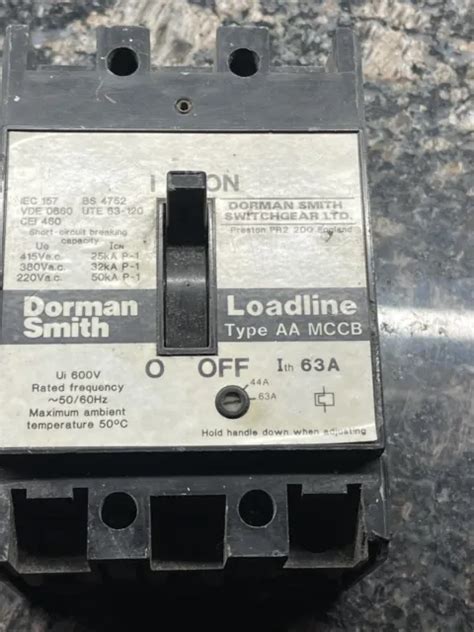 I ON
IEC 157 BS 4752
VDE 0660 UTE 63-120
CEI 460
Short-circuit breaking
capacity
Ue Icn
415Va.c. 25kA P-1
380Va.c. 32kA P-1
220Va.c. 50kA P-1
DORMAN SMITH
SWITCHGEAR LTD.
Preston PR2 2DQ England
Dorman
Smith
Loadline
Type AA MCCB
O OFF
Ith 63A
Ui 600V
Rated frequency
~50/60Hz
Maximum ambient
temperature 50ºC
44A
63A
Hold handle down when adjusting